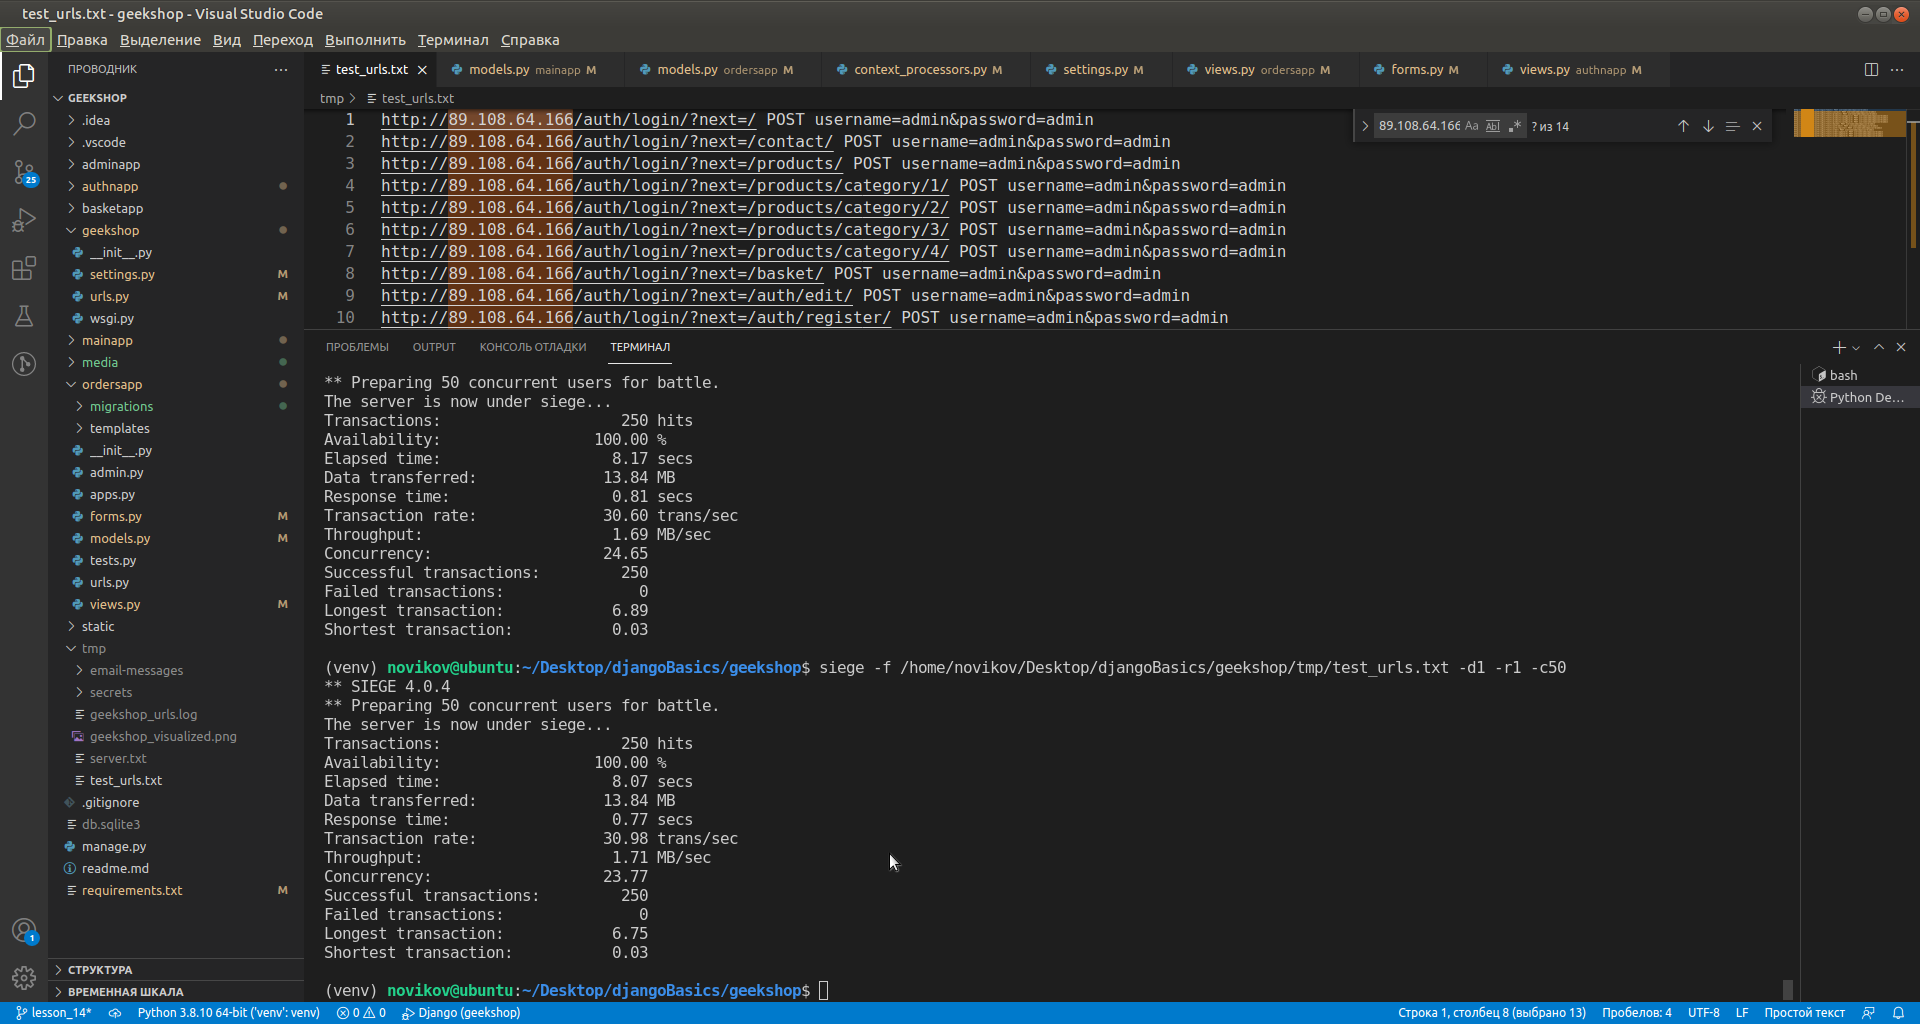 test_urls.txt - geekshop - Visual Studio Code
Файл Правка Выделение Вид Переход Выполнить Терминал Справка
ПРОВОДНИК
test_urls.txt
models.py mainapp M
models.py ordersapp M
context_processors.py M
settings.py M
views.py ordersapp M
forms.py M
views.py authnapp M
GEEKSHOP
.idea
.vscode
adminapp
authnapp
basketapp
geekshop
__init__.py
settings.py M
urls.py M
wsgi.py
mainapp
media
ordersapp
migrations
templates
__init__.py
admin.py
apps.py
forms.py M
models.py M
tests.py
urls.py
views.py M
static
tmp
email-messages
secrets
geekshop_urls.log
geekshop_visualized.png
server.txt
test_urls.txt
.gitignore
db.sqlite3
manage.py
readme.md
requirements.txt M
СТРУКТУРА
ВРЕМЕННАЯ ШКАЛА
25
1
tmp > test_urls.txt
1 http://89.108.64.166/auth/login/?next=/ POST username=admin&password=admin
2 http://89.108.64.166/auth/login/?next=/contact/ POST username=admin&password=admin
3 http://89.108.64.166/auth/login/?next=/products/ POST username=admin&password=admin
4 http://89.108.64.166/auth/login/?next=/products/category/1/ POST username=admin&password=admin
5 http://89.108.64.166/auth/login/?next=/products/category/2/ POST username=admin&password=admin
6 http://89.108.64.166/auth/login/?next=/products/category/3/ POST username=admin&password=admin
7 http://89.108.64.166/auth/login/?next=/products/category/4/ POST username=admin&password=admin
8 http://89.108.64.166/auth/login/?next=/basket/ POST username=admin&password=admin
9 http://89.108.64.166/auth/login/?next=/auth/edit/ POST username=admin&password=admin
10 http://89.108.64.166/auth/login/?next=/auth/register/ POST username=admin&password=admin
89.108.64.166 Aa Abl .* ? из 14
ПРОБЛЕМЫ OUTPUT КОНСОЛЬ ОТЛАДКИ ТЕРМИНАЛ
bash
Python De...
** Preparing 50 concurrent users for battle.
The server is now under siege...
Transactions: 250 hits
Availability: 100.00 %
Elapsed time: 8.17 secs
Data transferred: 13.84 MB
Response time: 0.81 secs
Transaction rate: 30.60 trans/sec
Throughput: 1.69 MB/sec
Concurrency: 24.65
Successful transactions: 250
Failed transactions: 0
Longest transaction: 6.89
Shortest transaction: 0.03
(venv) novikov@ubuntu:~/Desktop/djangoBasics/geekshop$ siege -f /home/novikov/Desktop/djangoBasics/geekshop/tmp/test_urls.txt -d1 -r1 -c50
** SIEGE 4.0.4
** Preparing 50 concurrent users for battle.
The server is now under siege...
Transactions: 250 hits
Availability: 100.00 %
Elapsed time: 8.07 secs
Data transferred: 13.84 MB
Response time: 0.77 secs
Transaction rate: 30.98 trans/sec
Throughput: 1.71 MB/sec
Concurrency: 23.77
Successful transactions: 250
Failed transactions: 0
Longest transaction: 6.75
Shortest transaction: 0.03
(venv) novikov@ubuntu:~/Desktop/djangoBasics/geekshop$
lesson_14* Python 3.8.10 64-bit ('venv': venv) 0 0 Django (geekshop) Строка 1, столбец 8 (выбрано 13) Пробелов: 4 UTF-8 LF Простой текст